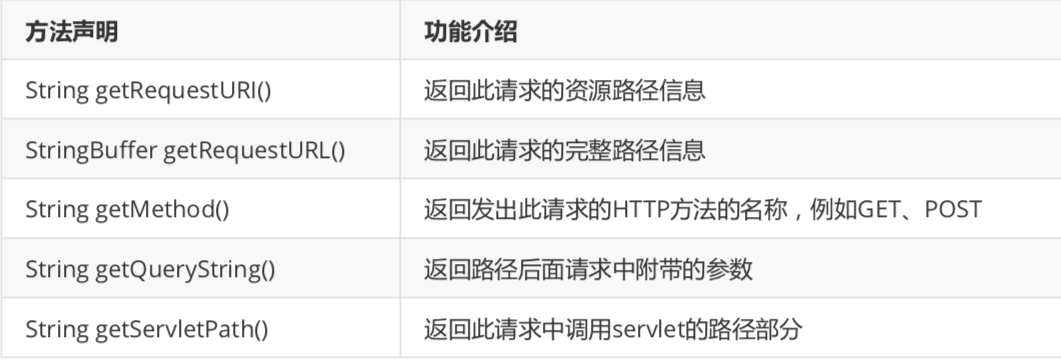 方法声明 功能介绍
String getRequestURI() 返回此请求的资源路径信息
StringBuffer getRequestURL() 返回此请求的完整路径信息
String getMethod() 返回发出此请求的HTTP方法的名称，例如GET、POST
String getQueryString() 返回路径后面请求中附带的参数
String getServletPath() 返回此请求中调用servlet的路径部分